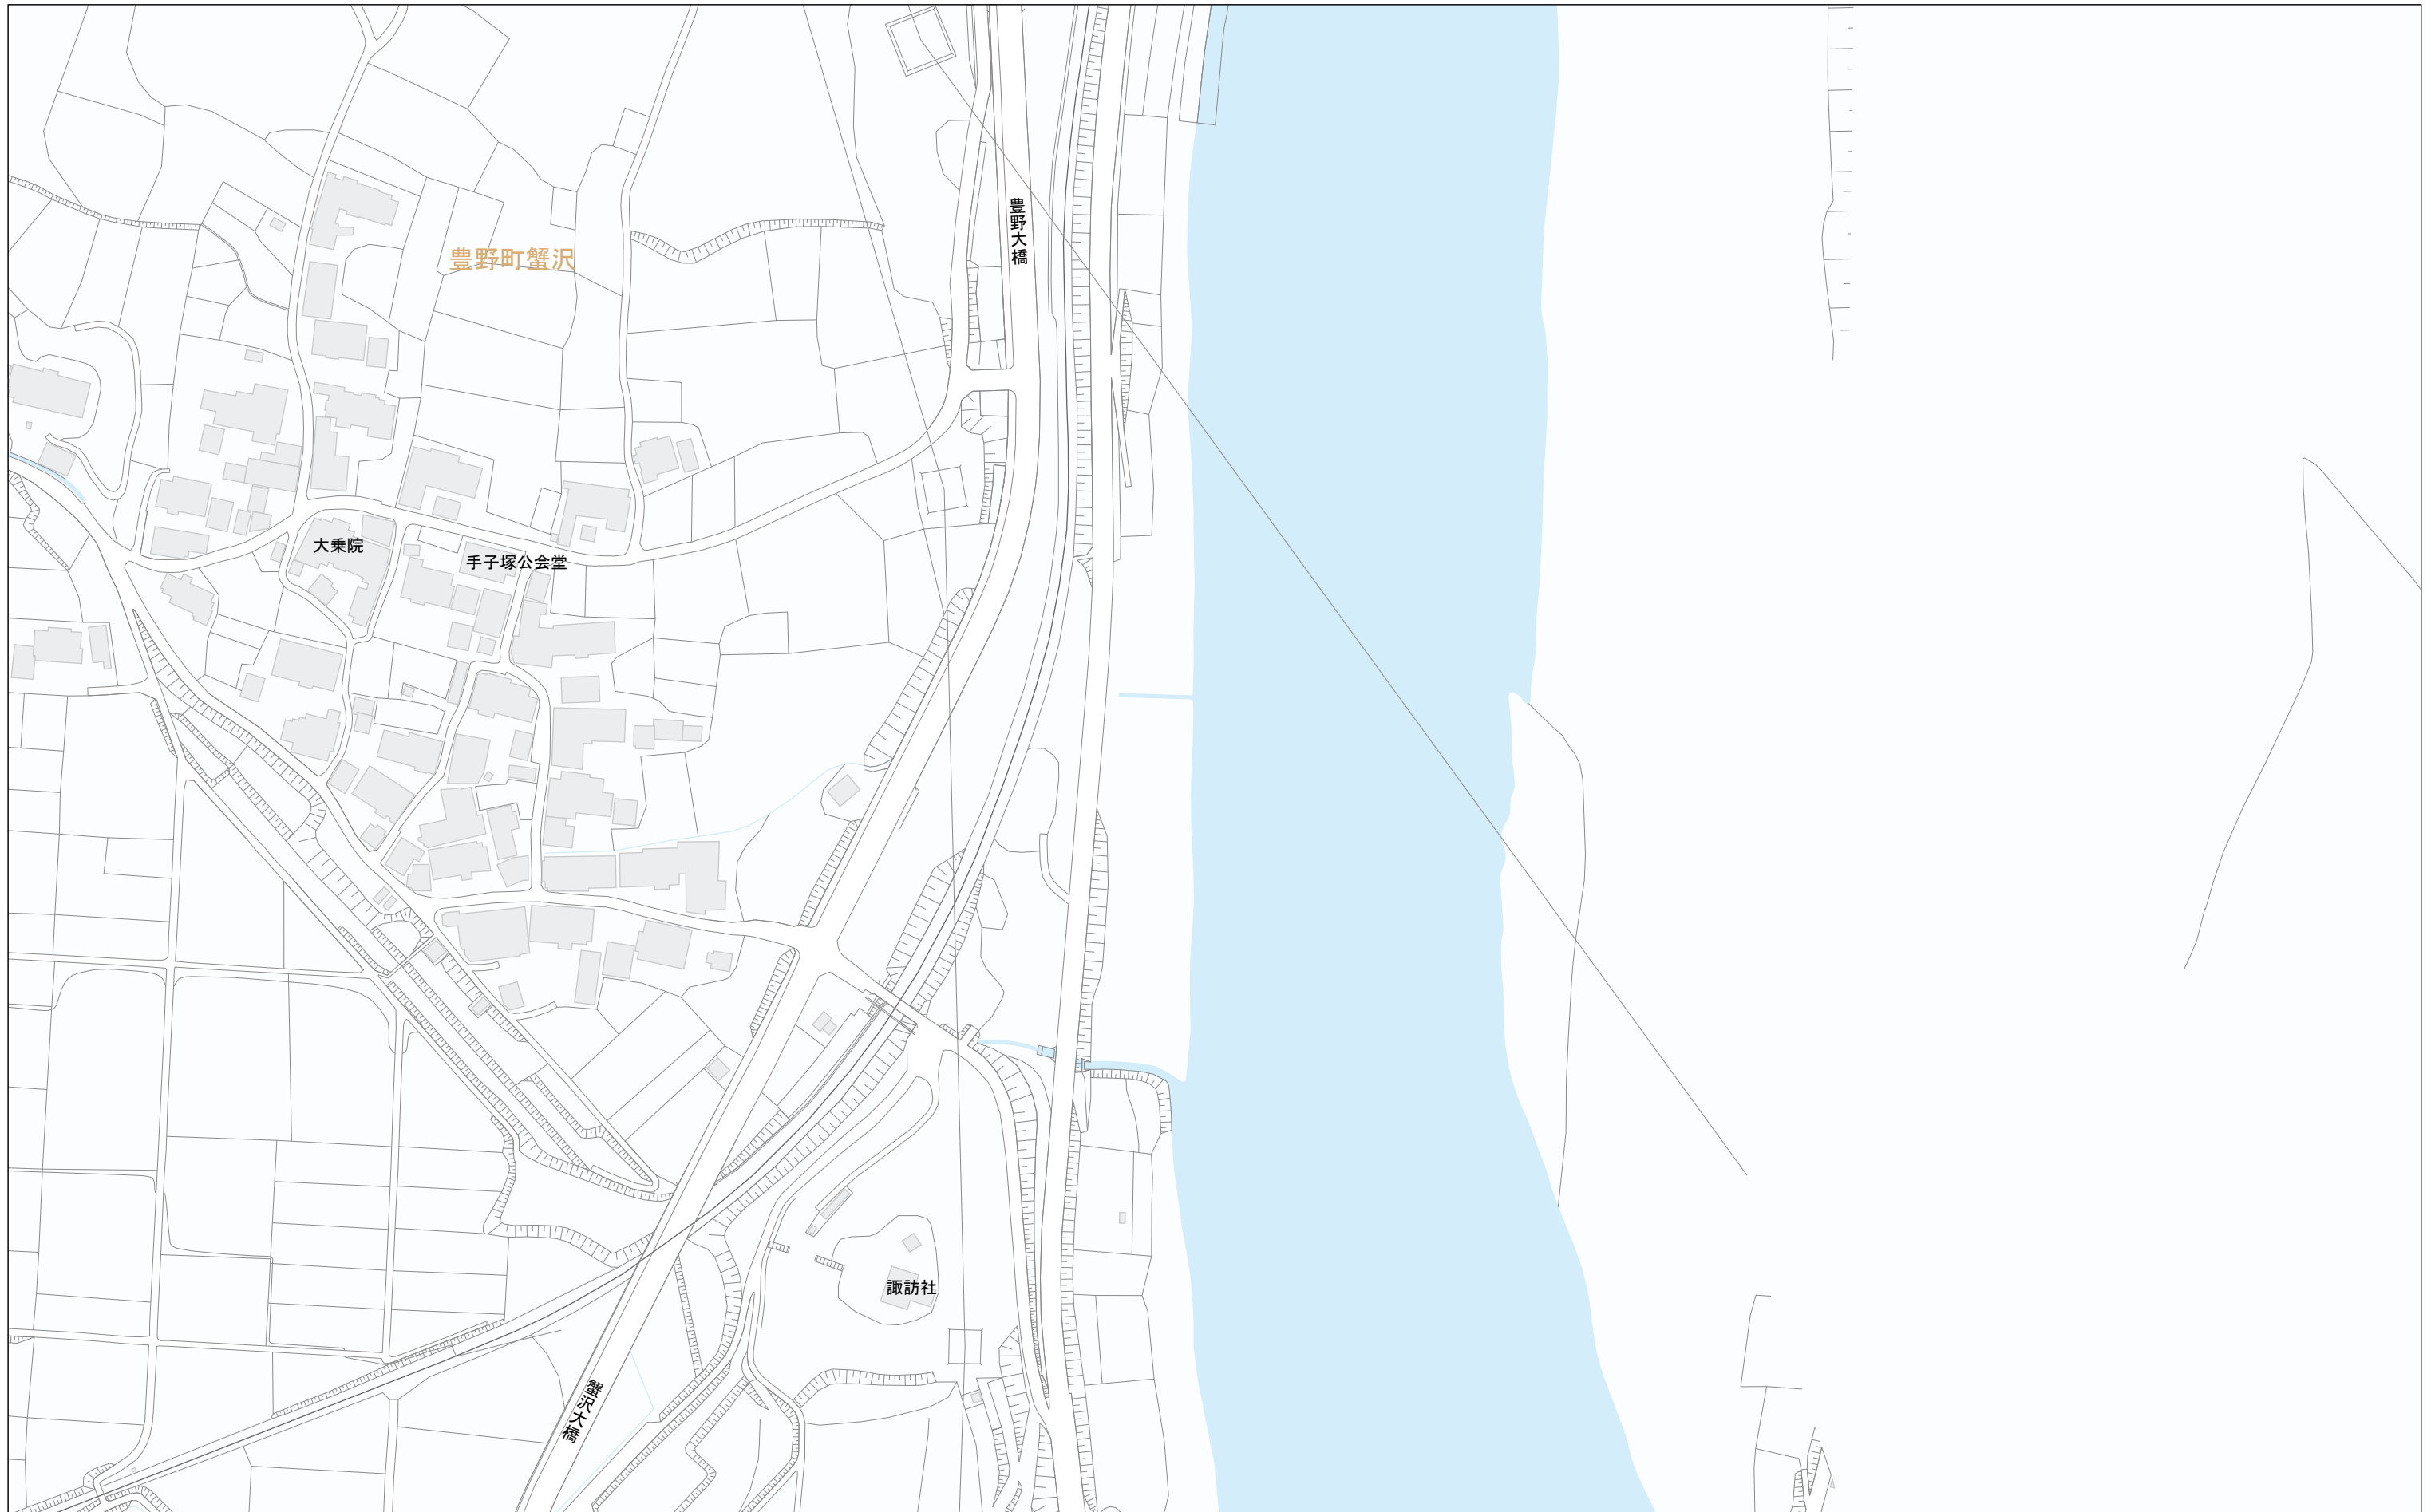 豊野大橋
豊野町蟹沢
大乗院
手子塚公会堂
諏訪社
蟹沢大橋